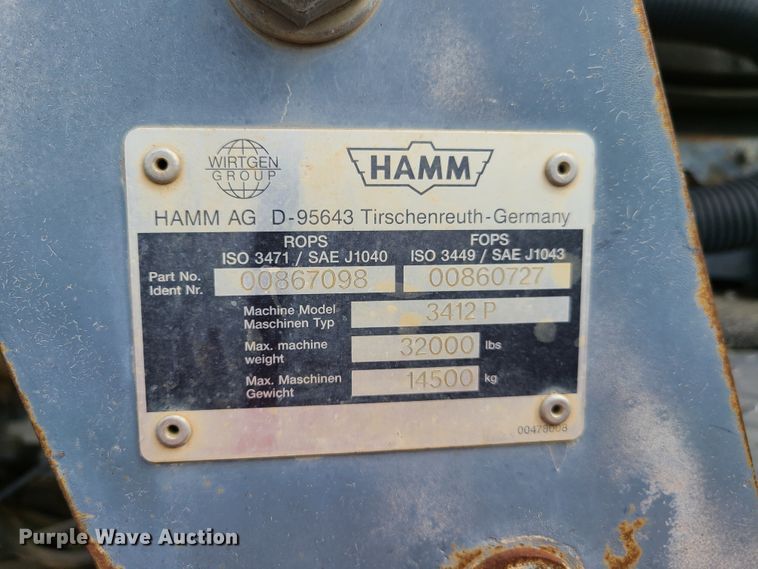 WIRTGEN
GROUP
HAMM
HAMM AG D-95643 Tirschenreuth-Germany
ROPS FOPS
ISO 3471 / SAE J1040 ISO 3449 / SAE J1043
Part No.
Ident Nr. 00867098 00860727
Machine Model
Maschinen Typ 3412 P
Max. machine
weight 32000 lbs
Max. Maschinen
Gewicht 14500 kg
00478008
Purple Wave Auction